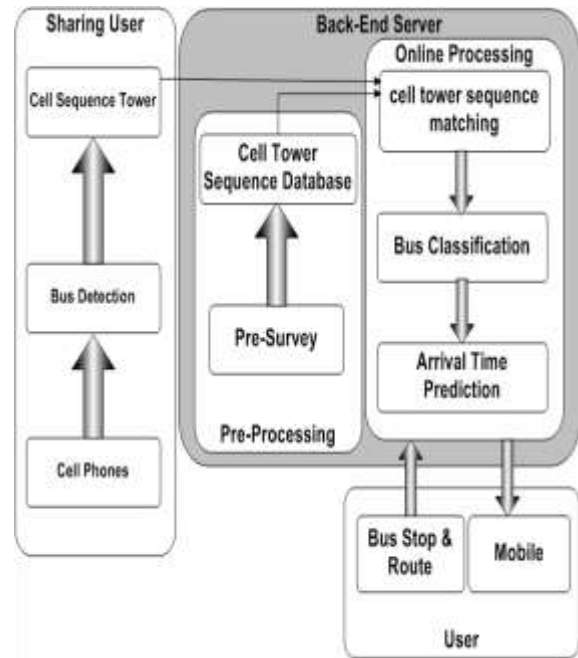 Sharing User
Cell Sequence Tower
Bus Detection
Cell Phones
Back-End Server
Cell Tower
Sequence Database
Pre-Survey
Pre-Processing
Online Processing
cell tower sequence
matching
Bus Classification
Arrival Time
Prediction
Bus Stop &
Route
Mobile
User